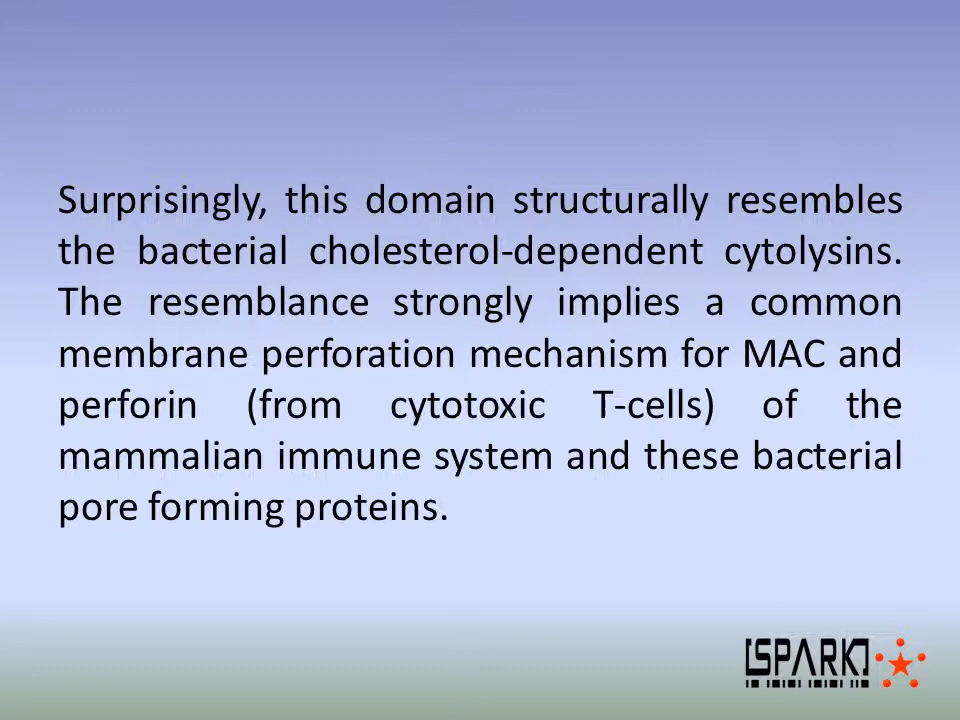 Surprisingly, this domain structurally resembles
the bacterial cholesterol-dependent cytolysins.
The resemblance strongly implies a common
membrane perforation mechanism for MAC and
perforin (from cytotoxic T-cells) of the
mammalian immune system and these bacterial
pore forming proteins.
[SPARK]